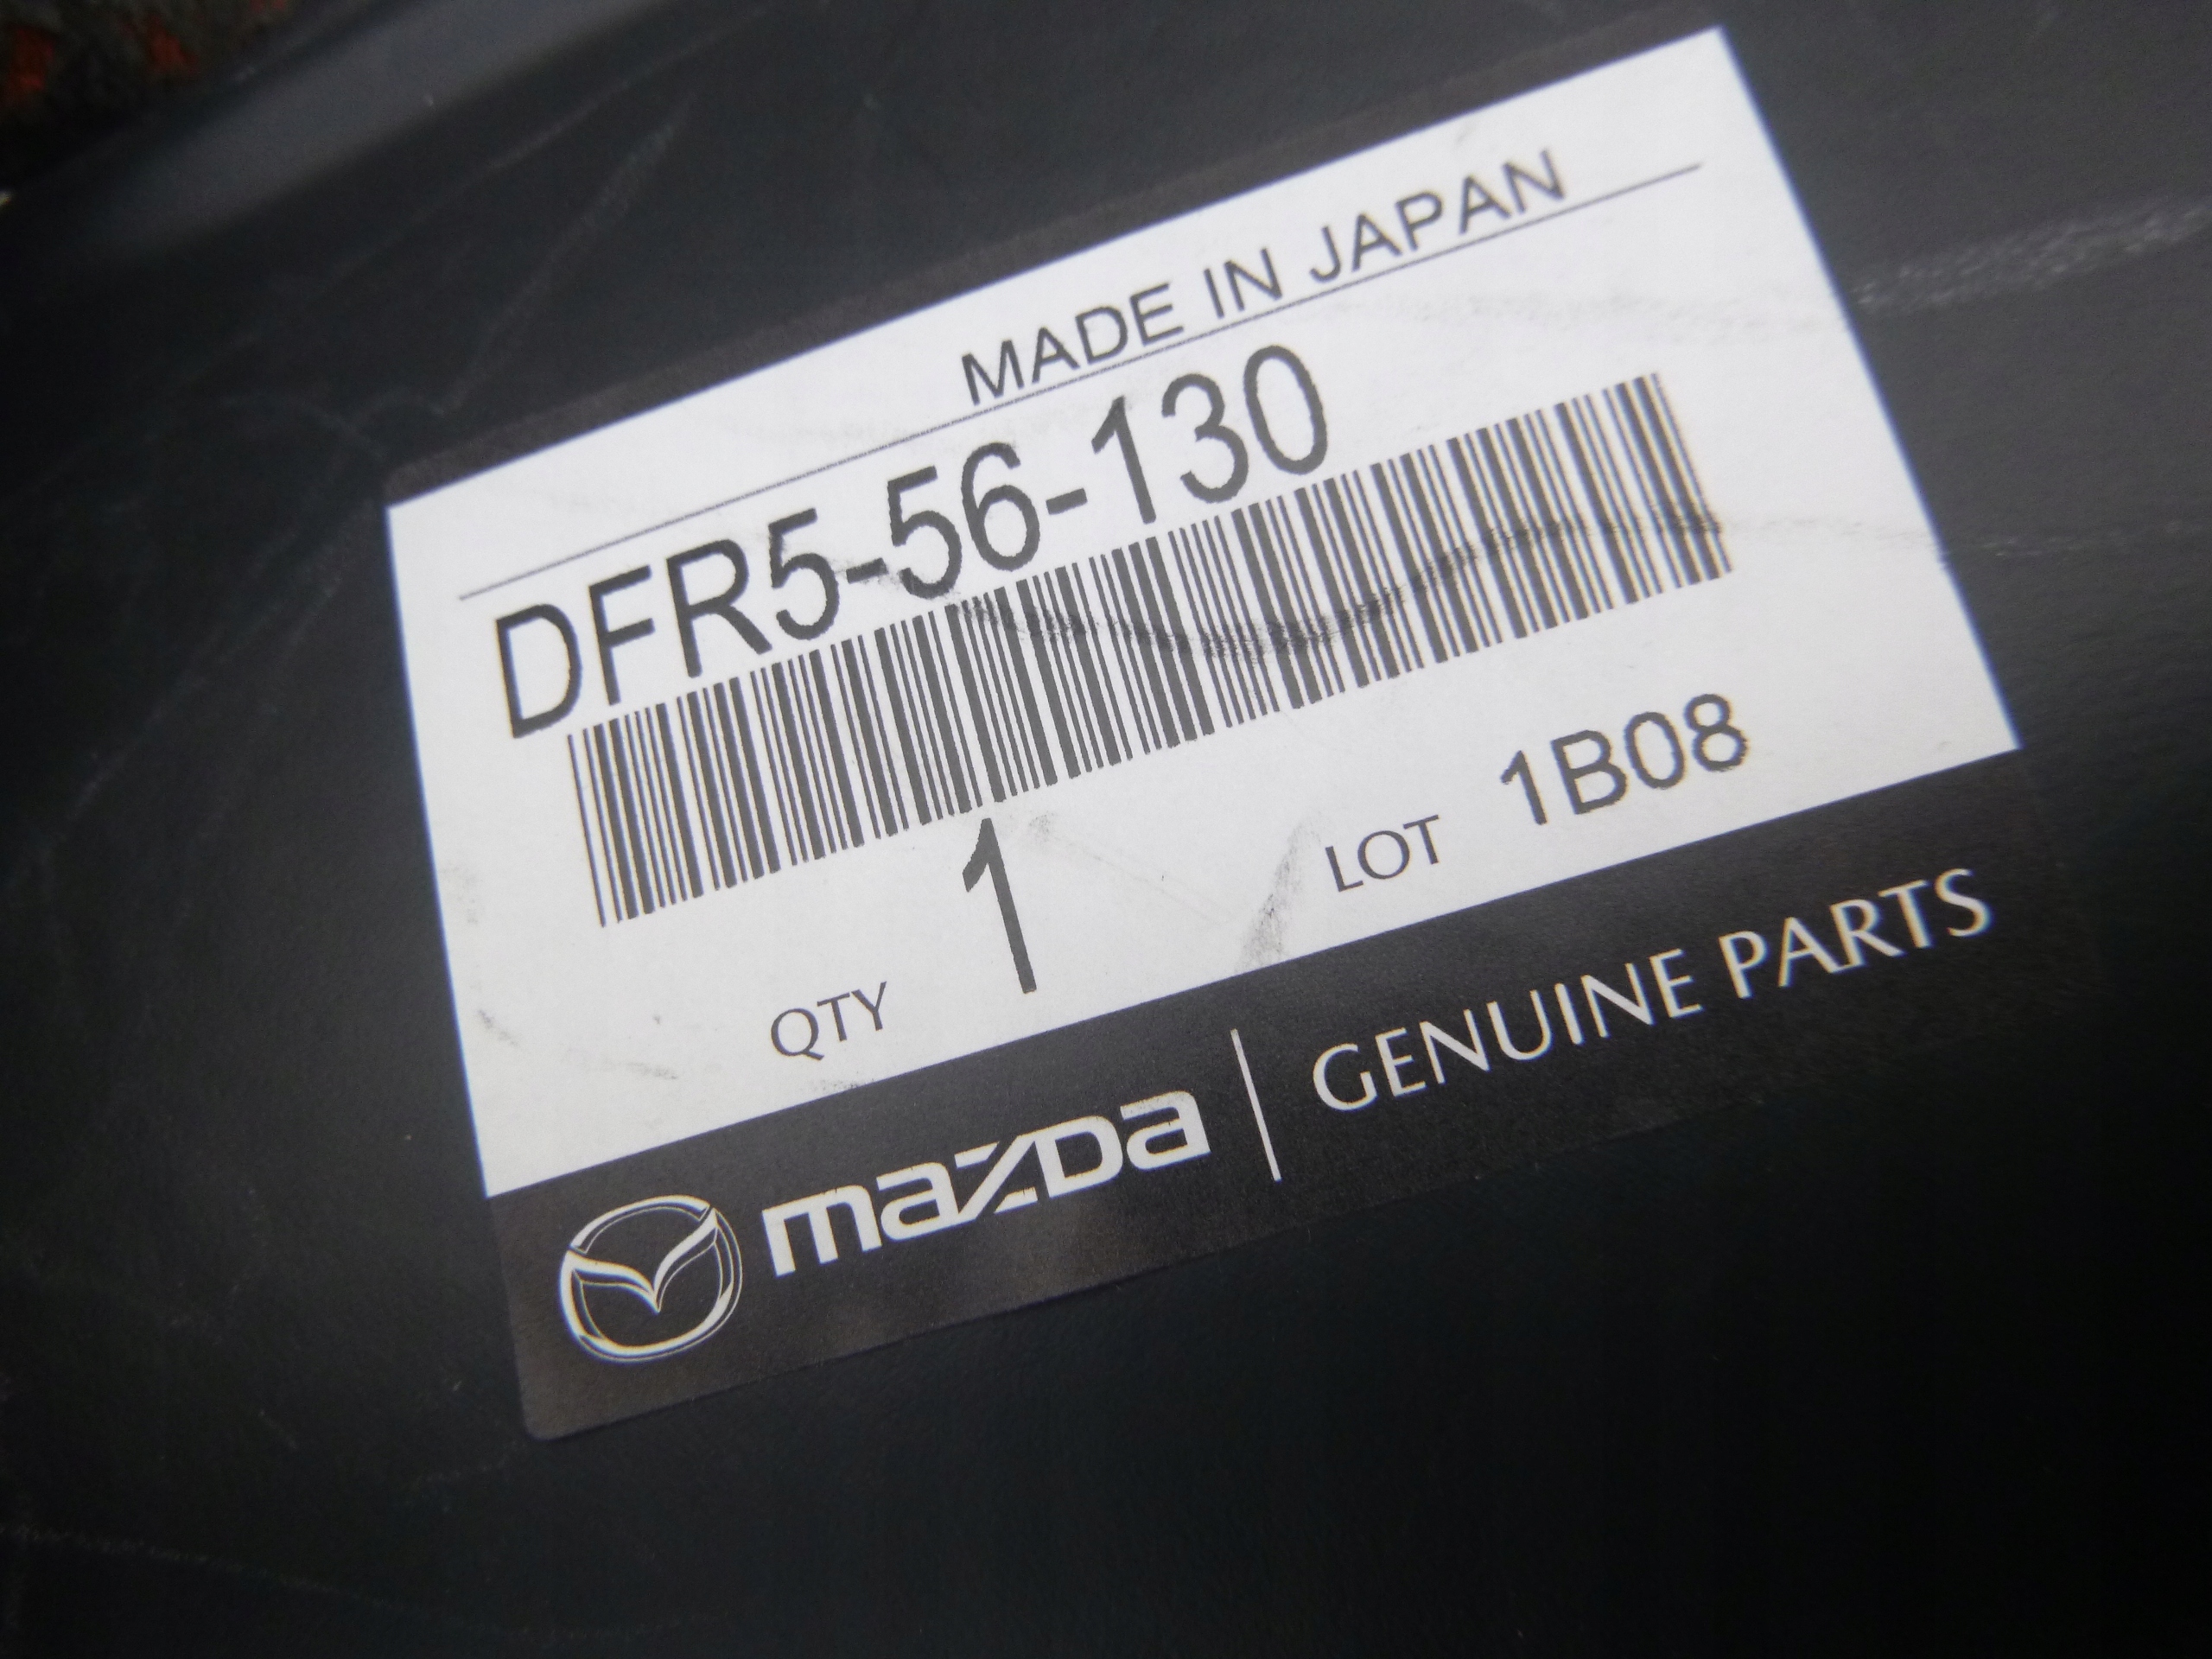 MADE IN JAPAN
DFR5-56-130
QTY 1 LOT 1B08
mazDa | GENUINE PARTS